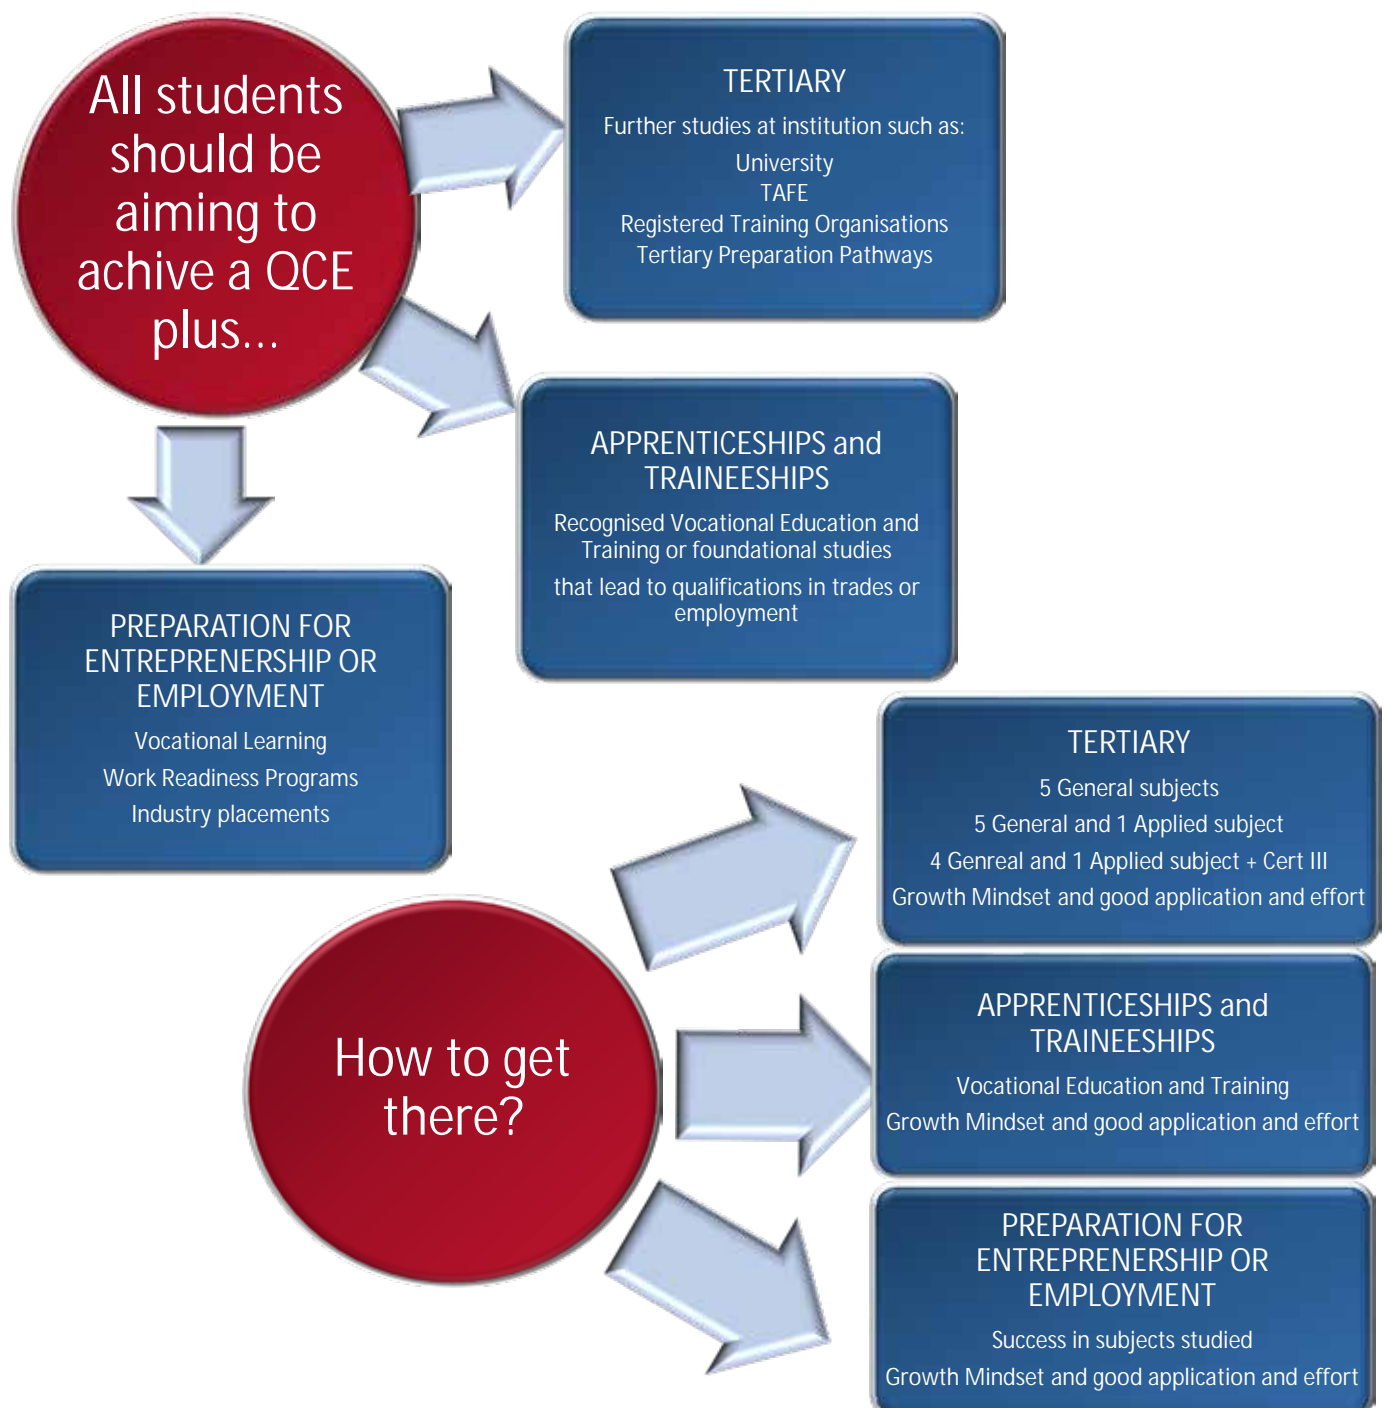 All students
should be
aiming to
achive a QCE
plus...
TERTIARY
Further studies at institution such as:
University
TAFE
Registered Training Organisations
Tertiary Preparation Pathways
APPRENTICESHIPS and
TRAINEESHIPS
Recognised Vocational Education and
Training or foundational studies
that lead to qualifications in trades or
employment
PREPARATION FOR
ENTREPRENERSHIP OR
EMPLOYMENT
Vocational Learning
Work Readiness Programs
Industry placements
How to get
there?
TERTIARY
5 General subjects
5 General and 1 Applied subject
4 Genreal and 1 Applied subject + Cert III
Growth Mindset and good application and effort
APPRENTICESHIPS and
TRAINEESHIPS
Vocational Education and Training
Growth Mindset and good application and effort
PREPARATION FOR
ENTREPRENERSHIP OR
EMPLOYMENT
Success in subjects studied
Growth Mindset and good application and effort